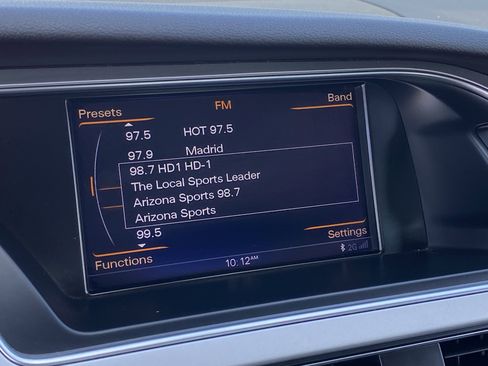 Presets FM Band
97.5 HOT 97.5
97.9 Madrid
98.7 HD1 HD-1
The Local Sports Leader
Arizona Sports 98.7
Arizona Sports
99.5
Functions 10:12AM Settings
2G